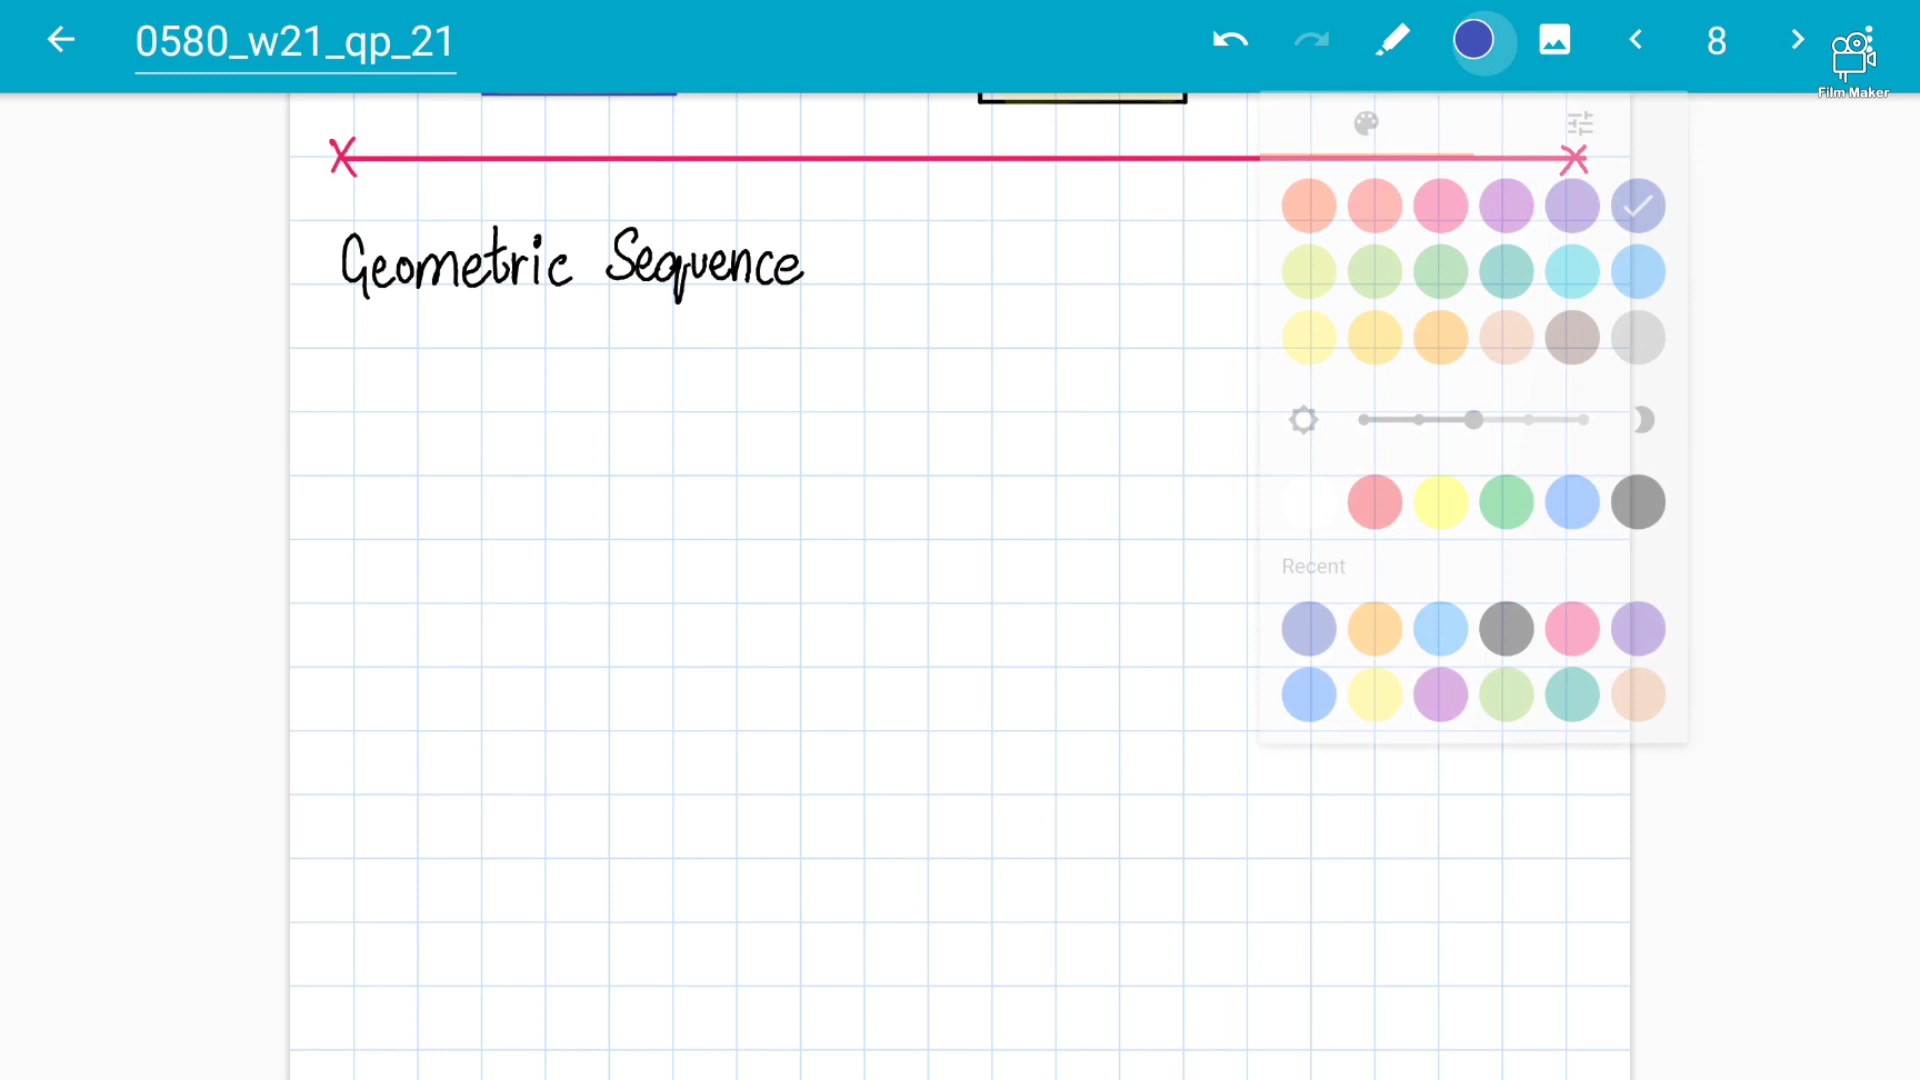 0580_w21_qp_21
8
Film Maker
Geometric Sequence
Recent